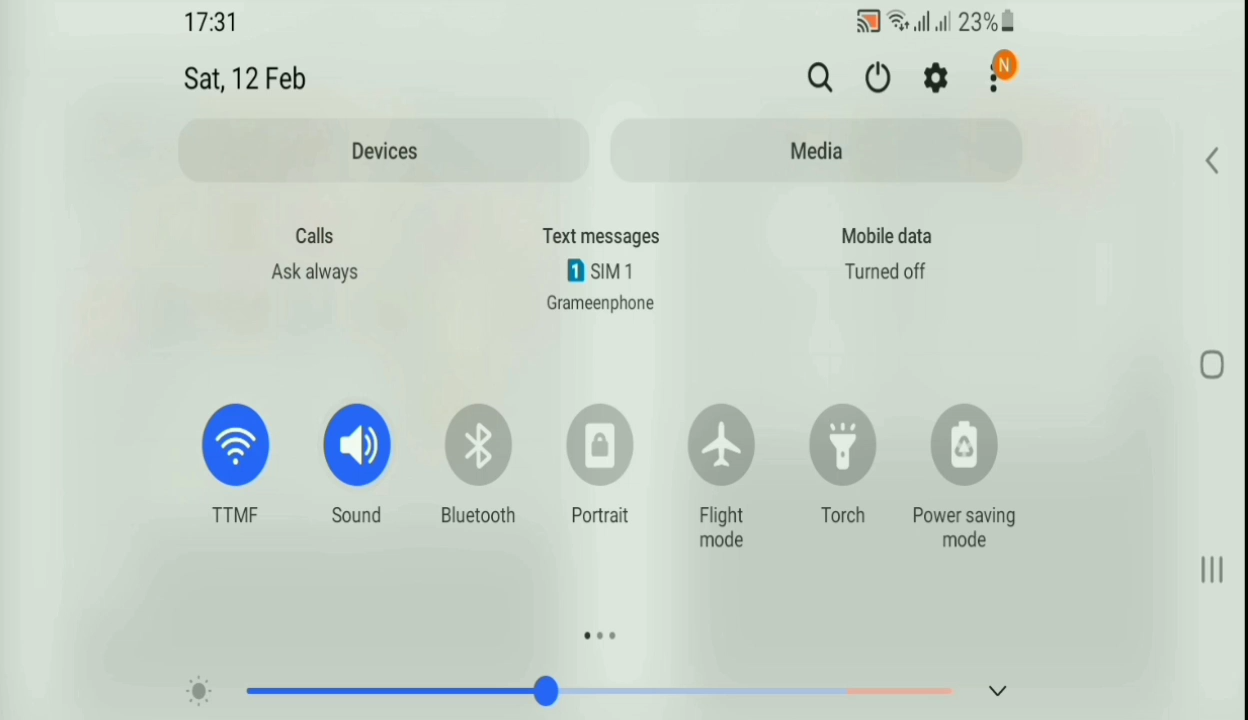 17:31
23%
Sat, 12 Feb
N
Devices
Media
Calls
Text messages
Mobile data
Ask always
1 SIM 1
Turned off
Grameenphone
TTMF
Sound
Bluetooth
Portrait
Flight
mode
Torch
Power saving
mode